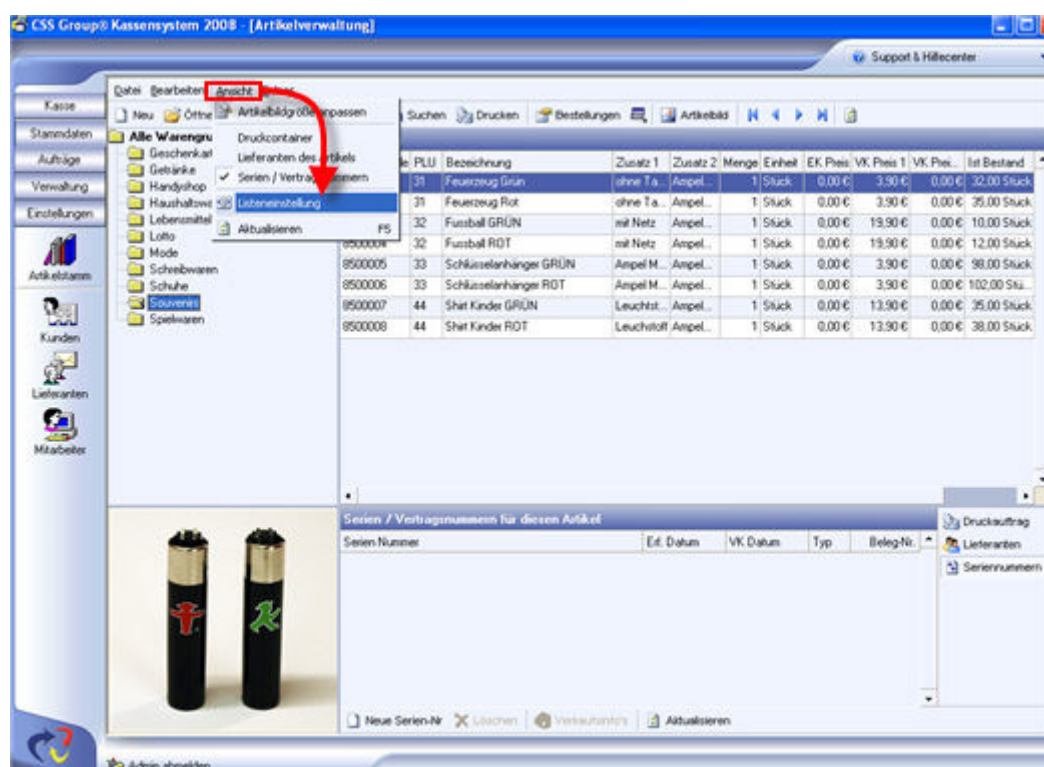 CSS Group® Kassensystem 2008 - [Artikelverwaltung]
Support & Hilfecenter
Datei Bearbeiten Ansicht
Kasse
Stammdaten
Aufträge
Verwaltung
Einstellungen
Artikelstamm
Kunden
Lieferanten
Mitarbeiter
Neu Öffne Suchen Drucken Bestellungen Artikelbild
Artikelbildgröße anpassen
Druckcontainer
Lieferanten des Artikels
Serien / Vertragsnummern
Listeneinstellung
Aktualisieren F5
Alle Warengru
Geschenkart
Getränke
Handyshop
Haushaltswa
Lebensmittel
Lotto
Mode
Schreibwaren
Schuhe
Souvenirs
Spielwaren
PLU Bezeichnung Zusatz 1 Zusatz 2 Menge Einheit EK Preis VK Preis 1 VK Prei... Ist Bestand
31 Feuerzeug Grün ohne Ta... Ampel... 1 Stück 0,00 € 3,90 € 0,00 € 32,00 Stück
31 Feuerzeug Rot ohne Ta... Ampel... 1 Stück 0,00 € 3,90 € 0,00 € 35,00 Stück
32 Fussball GRÜN mit Netz Ampel... 1 Stück 0,00 € 19,90 € 0,00 € 10,00 Stück
8500004 32 Fussball ROT mit Netz Ampel... 1 Stück 0,00 € 19,90 € 0,00 € 12,00 Stück
8500005 33 Schlüsselanhänger GRÜN Ampel M... Ampel... 1 Stück 0,00 € 3,90 € 0,00 € 98,00 Stück
8500006 33 Schlüsselanhänger ROT Ampel M... Ampel... 1 Stück 0,00 € 3,90 € 0,00 € 102,00 Stü...
8500007 44 Shirt Kinder GRÜN Leuchtst... Ampel... 1 Stück 0,00 € 13,90 € 0,00 € 35,00 Stück
8500008 44 Shirt Kinder ROT Leuchstoff Ampel... 1 Stück 0,00 € 13,90 € 0,00 € 38,00 Stück
Serien / Vertragsnummern für diesen Artikel
Serien Nummer Erf. Datum VK Datum Typ Beleg-Nr.
Druckauftrag
Lieferanten
Seriennummern
Neue Serien-Nr Löschen Verkaufsinfo's Aktualisieren
Admin abmelden